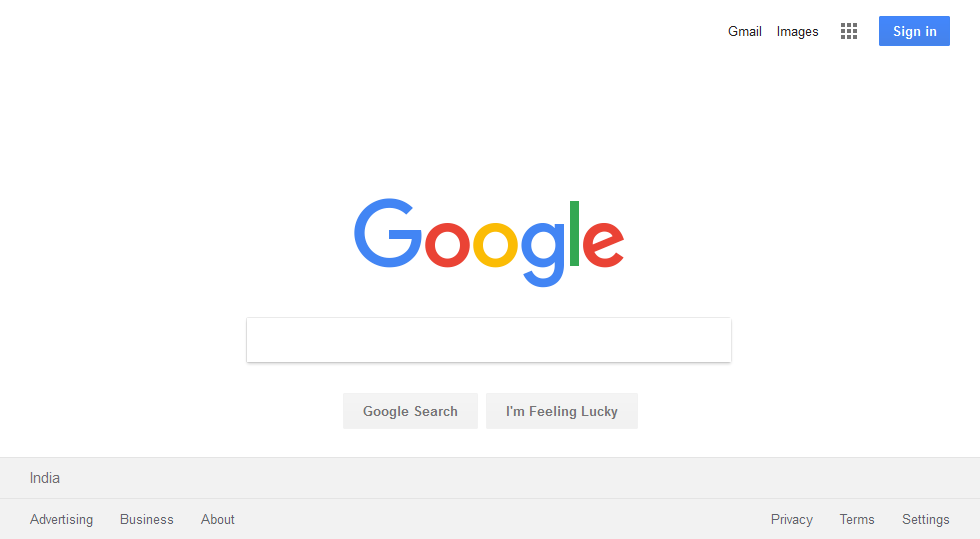 Gmail Images Sign in
Google
Google Search I'm Feeling Lucky
India
Advertising Business About Privacy Terms Settings